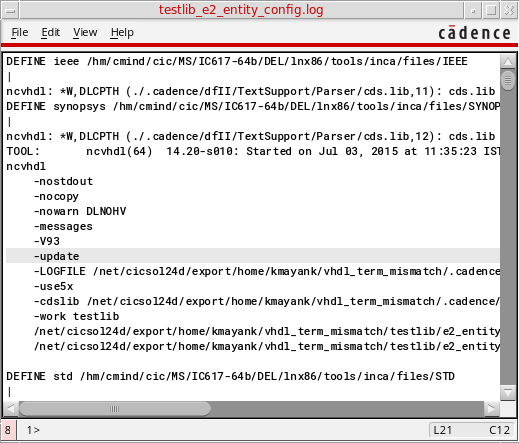 testlib_e2_entity_config.log
File Edit View Help
cādence
DEFINE ieee /hm/cmind/cic/MS/IC617-64b/DEL/lnx86/tools/inca/files/IEEE
|
ncvhdl: *W,DLCPTH (./.cadence/dfII/TextSupport/Parser/cds.lib,11): cds.lib
DEFINE synopsys /hm/cmind/cic/MS/IC617-64b/DEL/lnx86/tools/inca/files/SYNOP
|
ncvhdl: *W,DLCPTH (./.cadence/dfII/TextSupport/Parser/cds.lib,12): cds.lib
TOOL: ncvhdl(64) 14.20-s010: Started on Jul 03, 2015 at 11:35:23 IST
ncvhdl
-nostdout
-nocopy
-nowarn DLNOHV
-messages
-V93
-update
-LOGFILE /net/cicsol24d/export/home/kmayank/vhdl_term_mismatch/.cadence
-use5x
-cdslib /net/cicsol24d/export/home/kmayank/vhdl_term_mismatch/.cadence/
-work testlib
/net/cicsol24d/export/home/kmayank/vhdl_term_mismatch/testlib/e2_entity
/net/cicsol24d/export/home/kmayank/vhdl_term_mismatch/testlib/e2_entity
DEFINE std /hm/cmind/cic/MS/IC617-64b/DEL/lnx86/tools/inca/files/STD
|
8 1> L21 C12